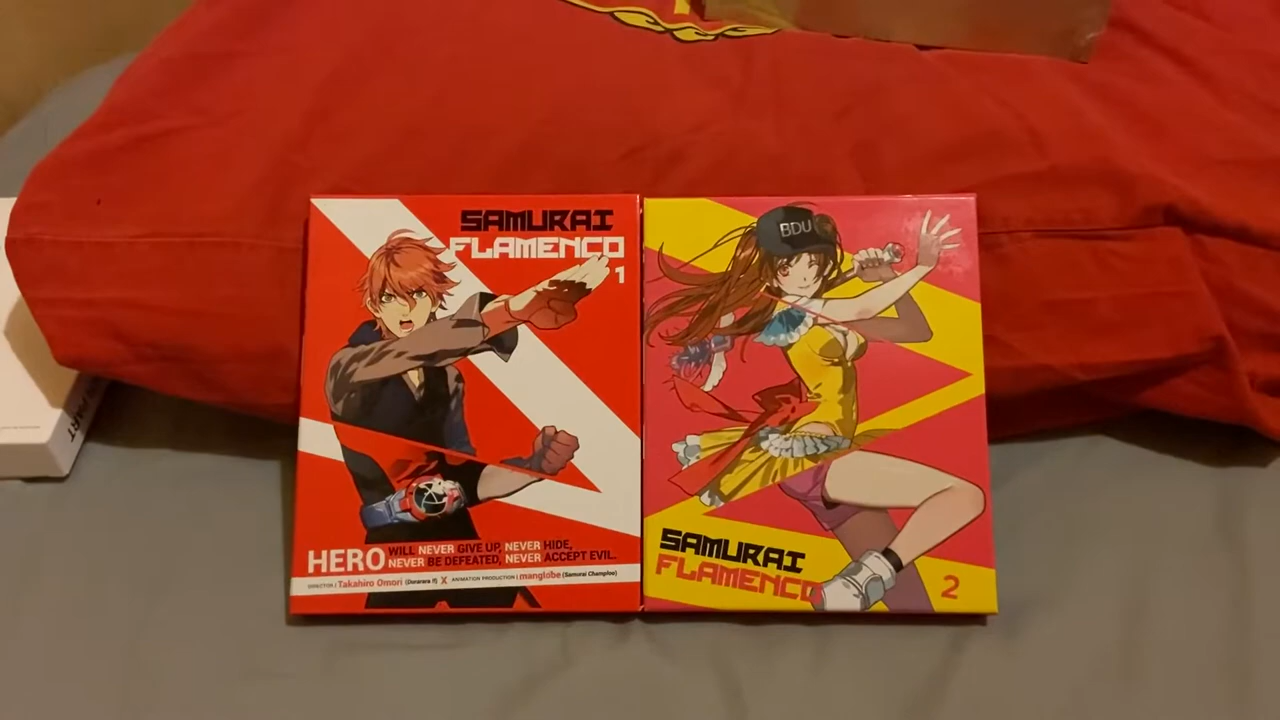 SAMURAI
FLAMENCO
1
HERO
WILL NEVER GIVE UP, NEVER HIDE,
NEVER BE DEFEATED, NEVER ACCEPT EVIL.
DIRECTOR | Takahiro Omori (Durarara !!) X ANIMATION PRODUCTION | manglobe (Samurai Champloo)
BDU
SAMURAI
FLAMENCO
2